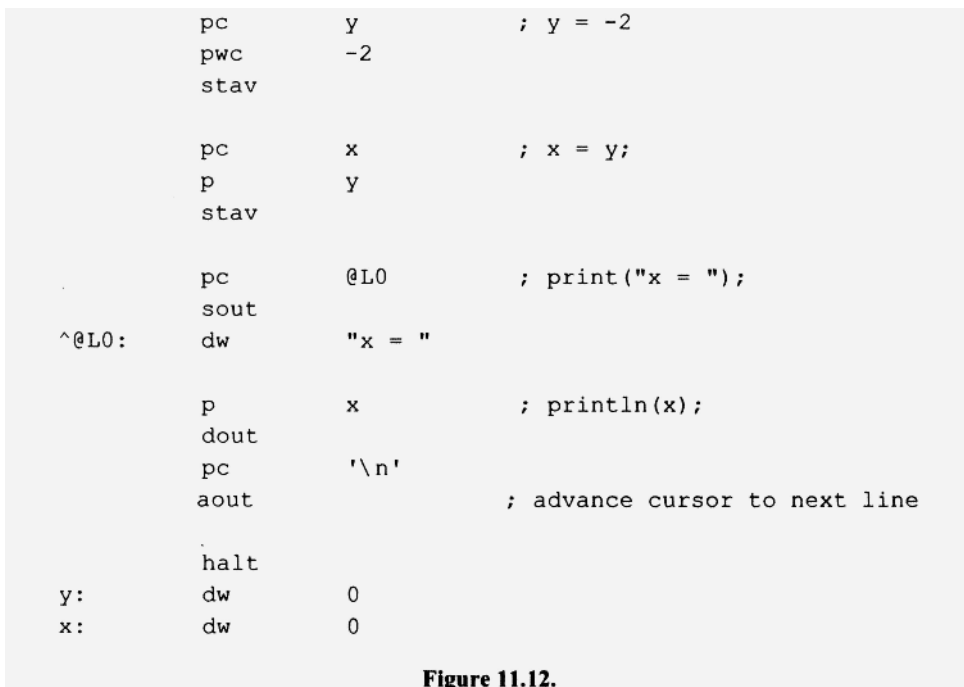 pc y ; y = -2
pwc -2
stav
pc x ; x = y;
p y
stav
pc @L0 ; print("x = ");
sout
^@L0: dw "x = "
p x ; println(x);
dout
pc '\n'
aout ; advance cursor to next line
halt
y: dw 0
x: dw 0
Figure 11.12.